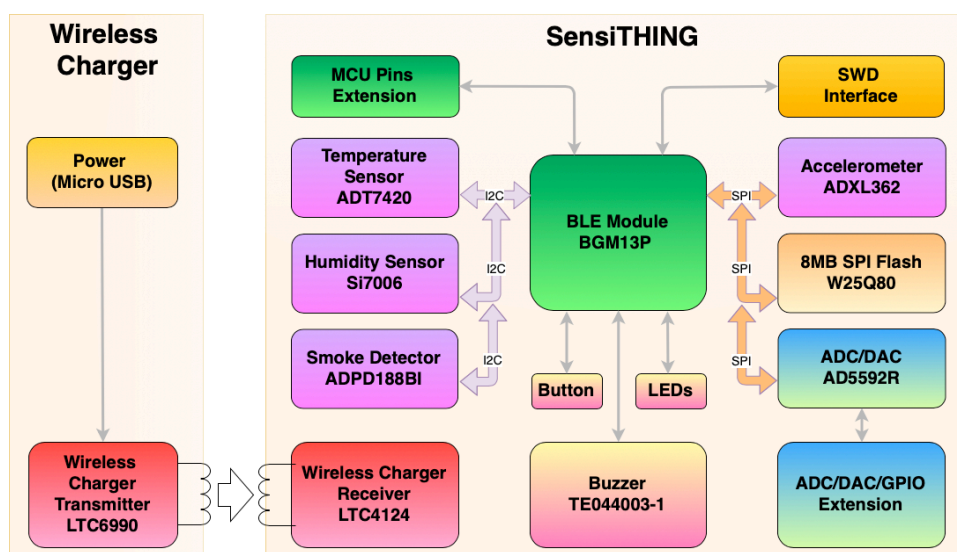 Wireless
Charger
SensiTHING
MCU Pins
Extension
SWD
Interface
Power
(Micro USB)
Temperature
Sensor
ADT7420
I2C
BLE Module
BGM13P
SPI
Accelerometer
ADXL362
Humidity Sensor
Si7006
I2C
SPI
8MB SPI Flash
W25Q80
Smoke Detector
ADPD188BI
I2C
SPI
ADC/DAC
AD5592R
Button
LEDs
Wireless
Charger
Transmitter
LTC6990
Wireless Charger
Receiver
LTC4124
Buzzer
TE044003-1
ADC/DAC/GPIO
Extension